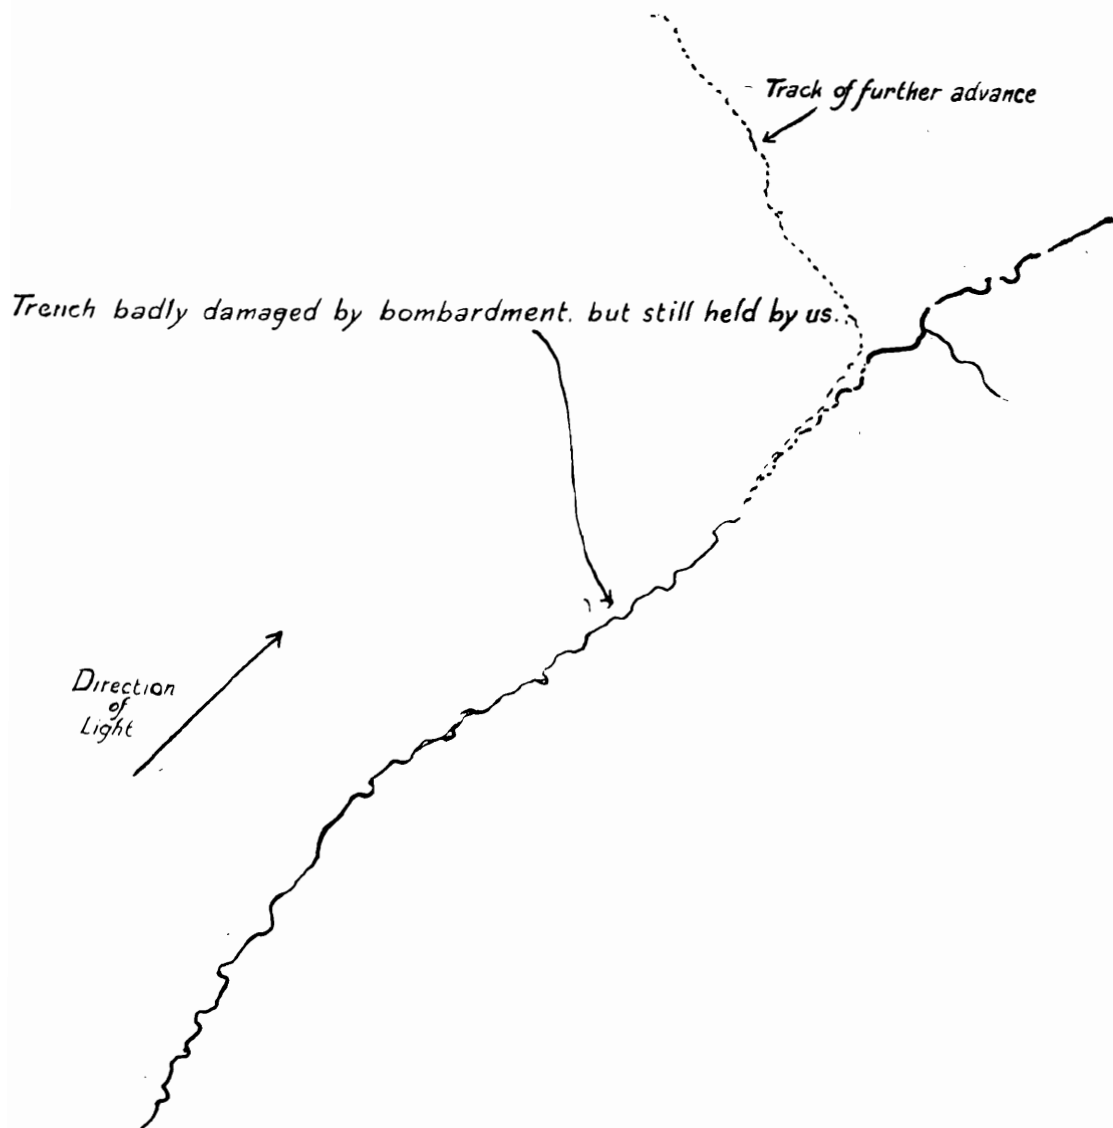 Track of further advance
Trench badly damaged by bombardment. but still held by us.
Direction
of
Light